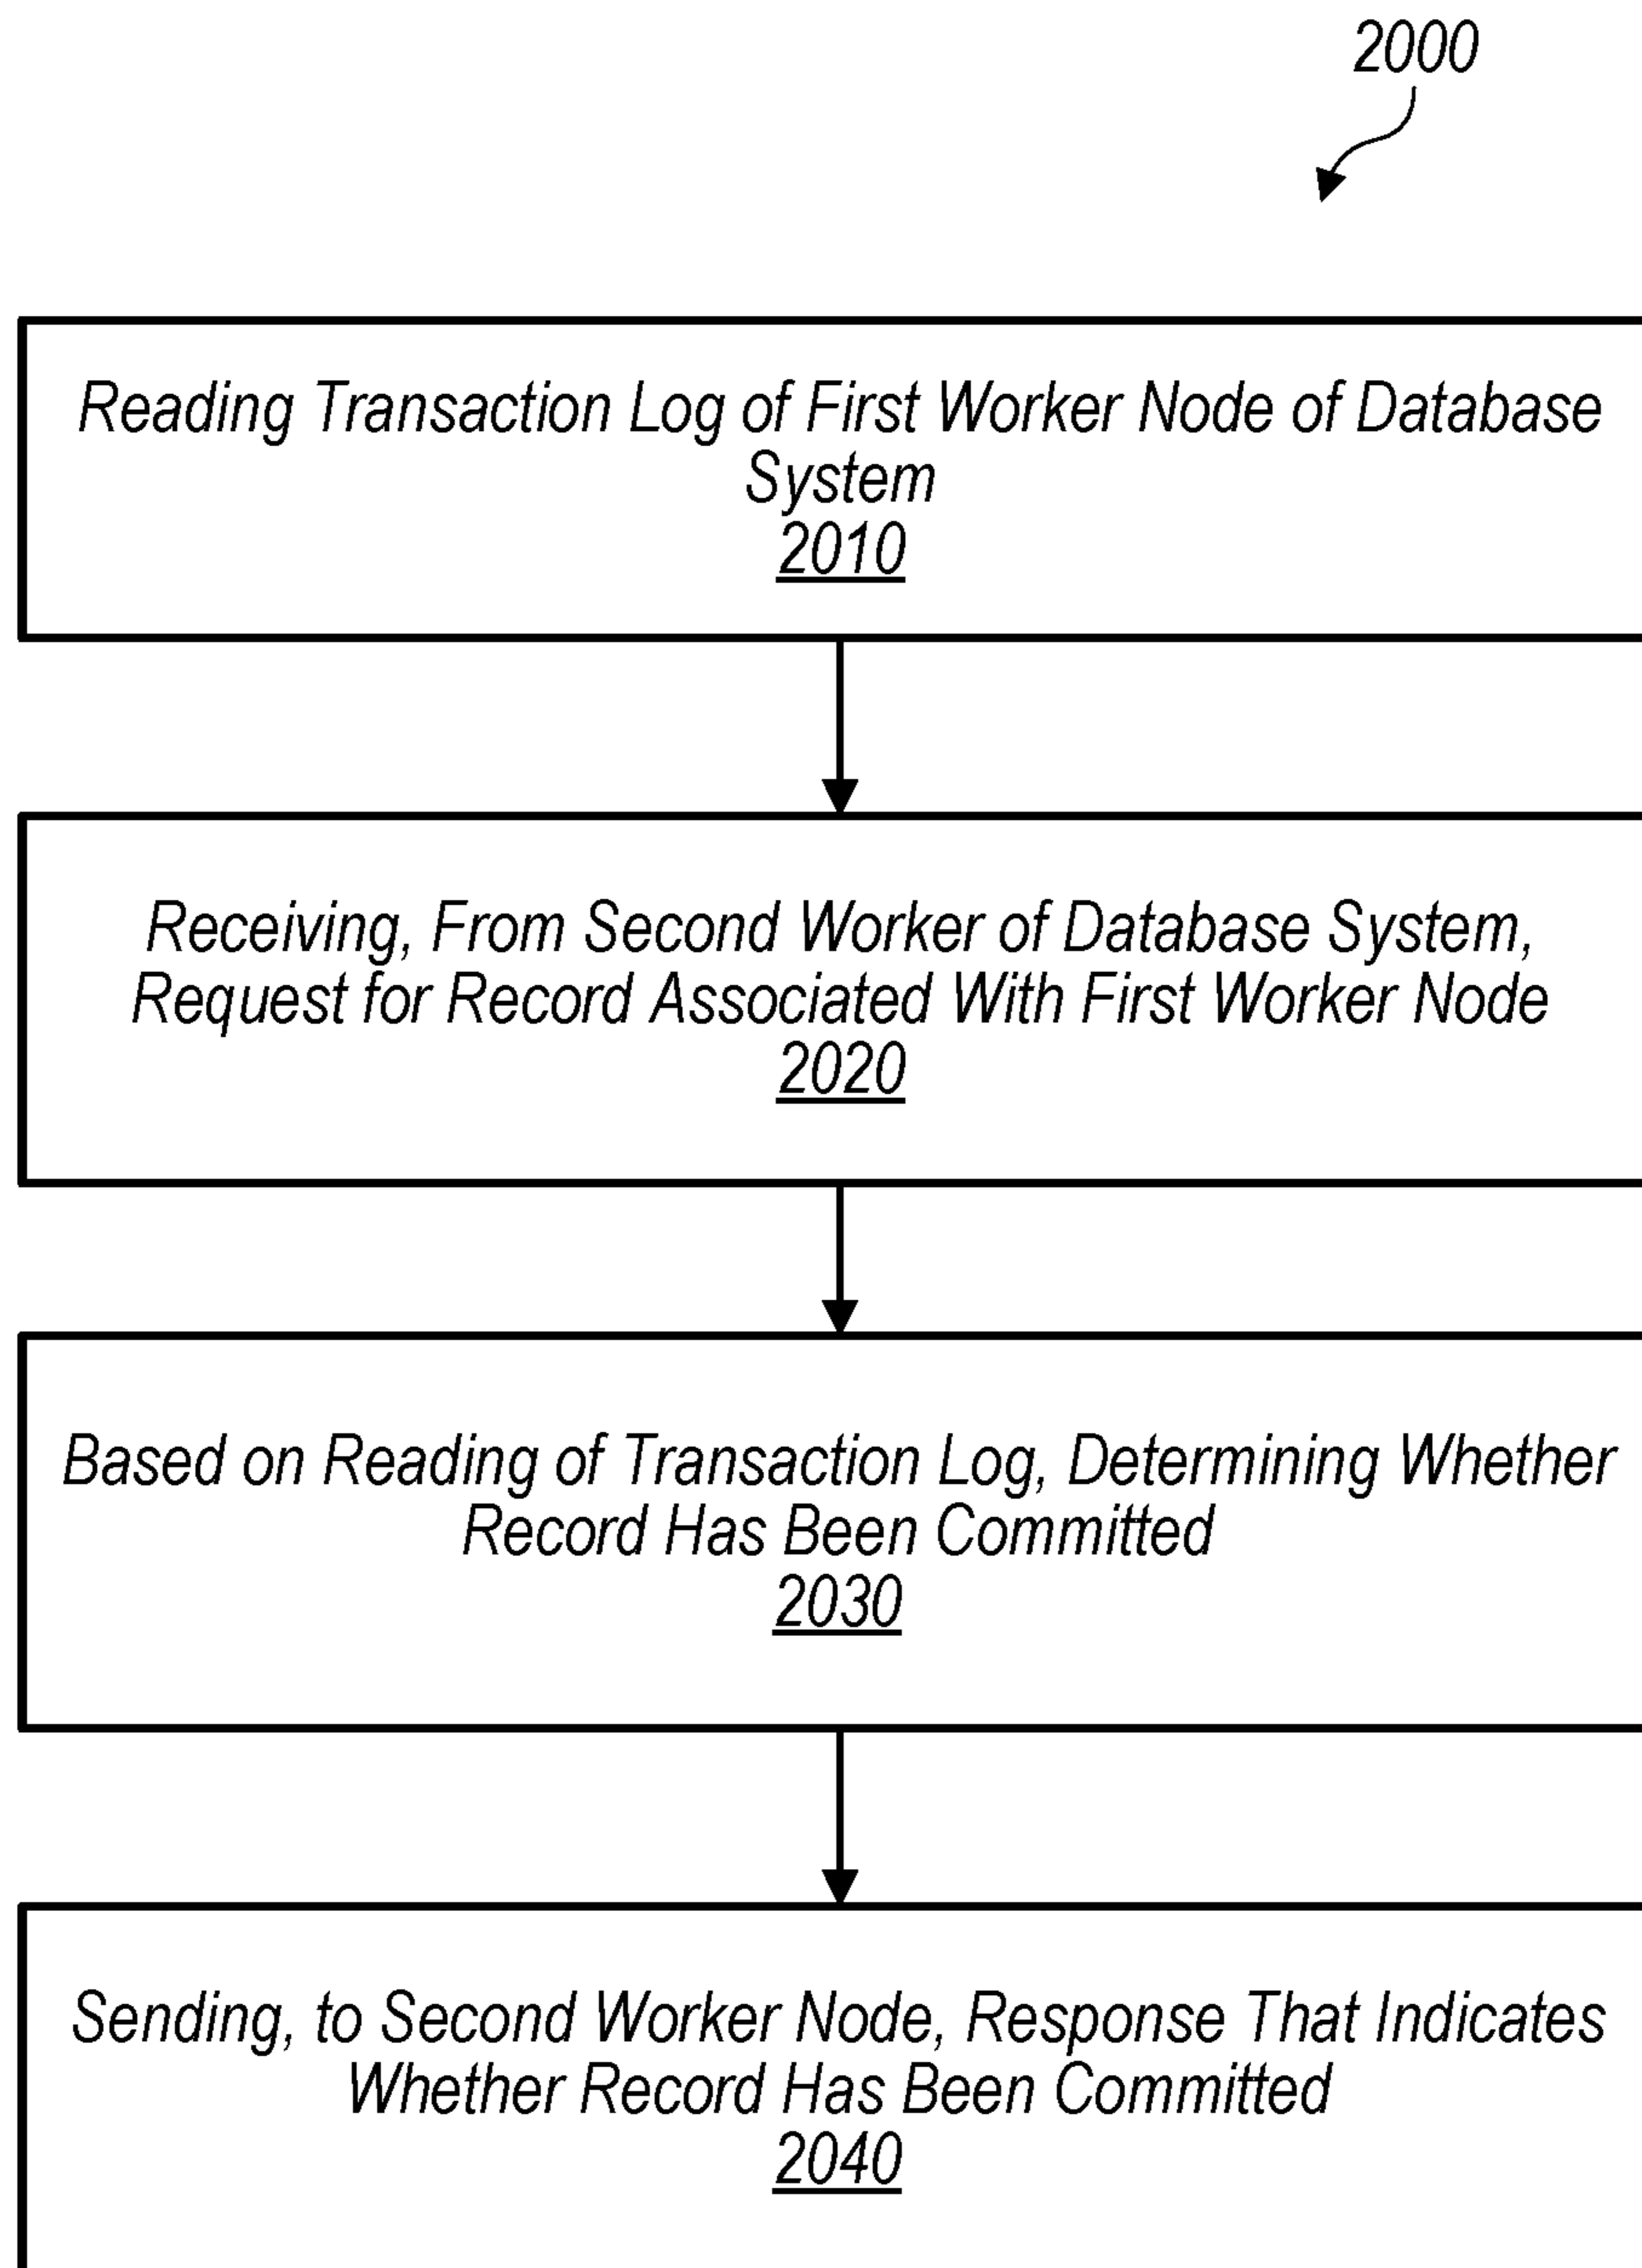 2000
Reading Transaction Log of First Worker Node of Database
System
2010
Receiving, From Second Worker of Database System,
Request for Record Associated With First Worker Node
2020
Based on Reading of Transaction Log, Determining Whether
Record Has Been Committed
2030
Sending, to Second Worker Node, Response That Indicates
Whether Record Has Been Committed
2040